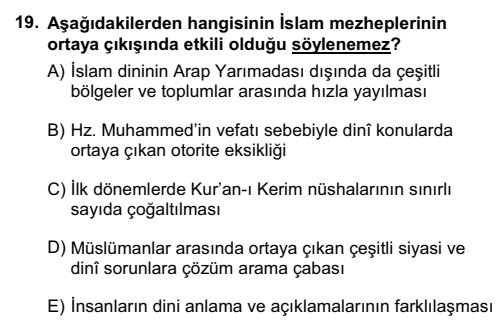 19. Aşağıdakilerden hangisinin İslam mezheplerinin
ortaya çıkışında etkili olduğu söylenemez?
A) İslam dininin Arap Yarımadası dışında da çeşitli
bölgeler ve toplumlar arasında hızla yayılması
B) Hz. Muhammed'in vefatı sebebiyle dinî konularda
ortaya çıkan otorite eksikliği
C) İlk dönemlerde Kur'an-ı Kerim nüshalarının sınırlı
sayıda çoğaltılması
D) Müslümanlar arasında ortaya çıkan çeşitli siyasi ve
dinî sorunlara çözüm arama çabası
E) İnsanların dini anlama ve açıklamalarının farklılaşması